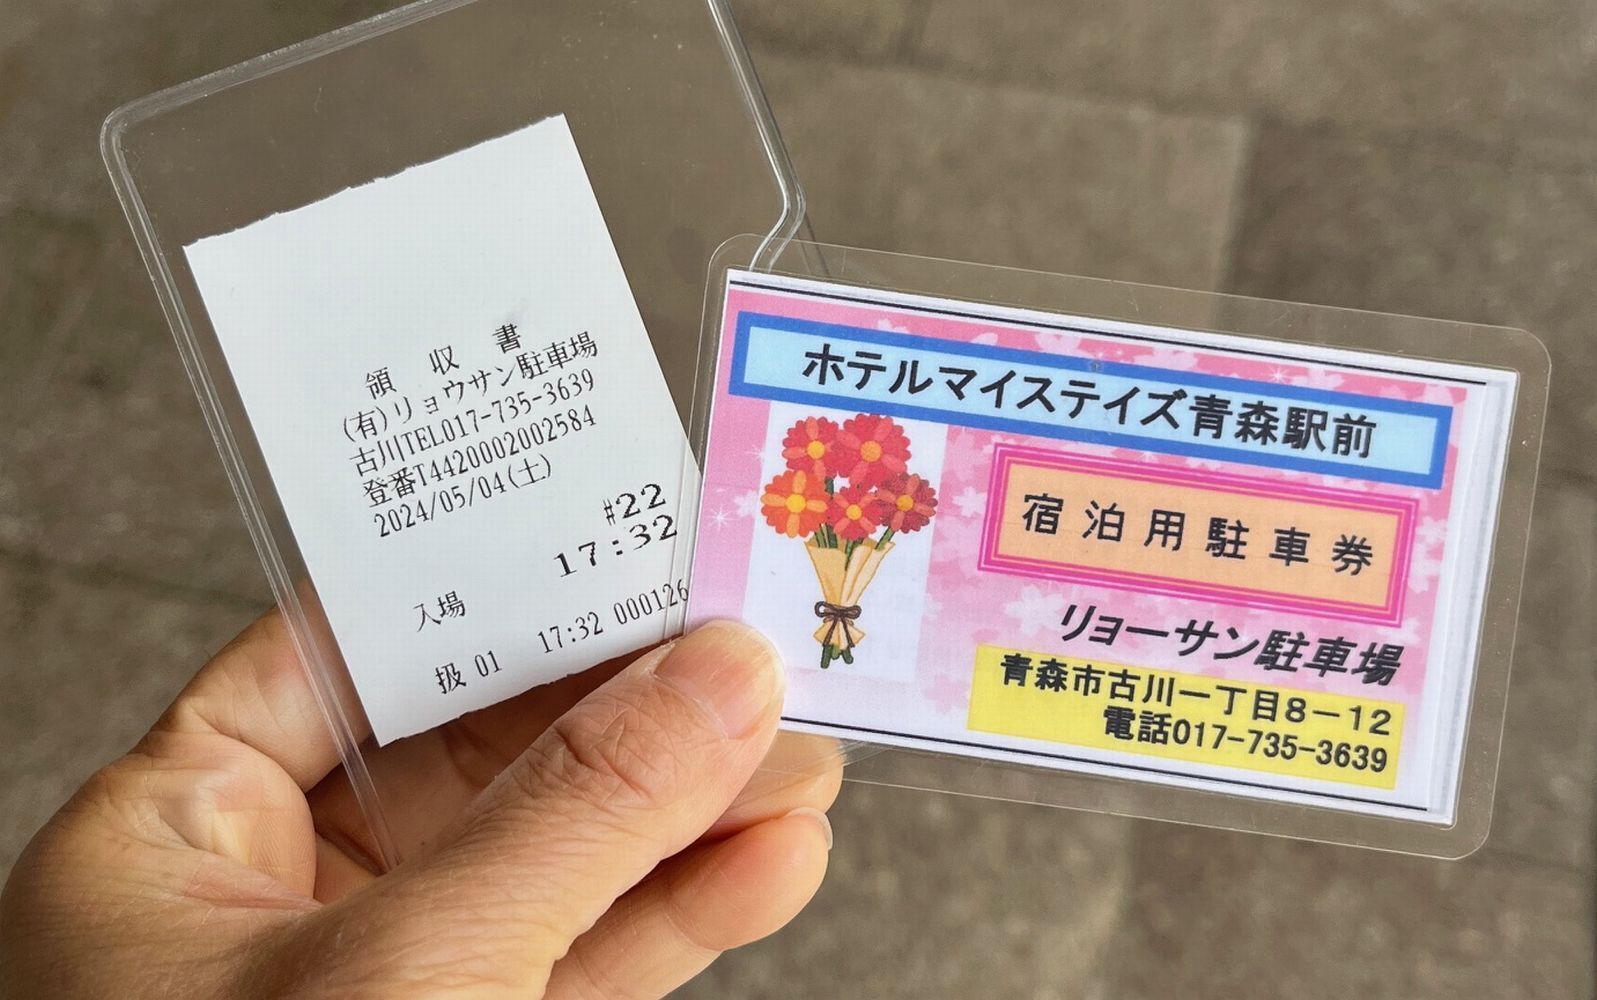 領 収 書
(有)リョウサン駐車場
古川TEL017-735-3639
登番T4420002002584
2024/05/04(土)
#22
17:32
入場
扱 01 17:32 000126
ホテルマイステイズ青森駅前
宿泊用駐車券
リョーサン駐車場
青森市古川一丁目8-12
電話017-735-3639